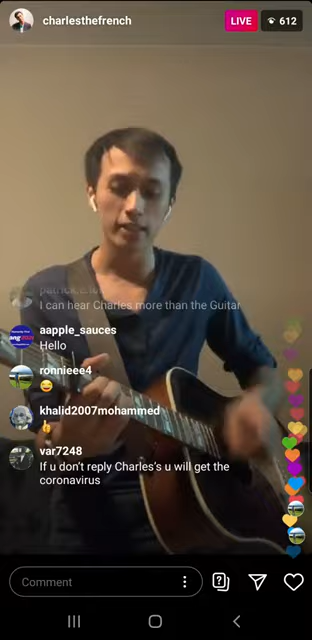 charlesthefrench
LIVE
612
I can hear Charles more than the Guitar
aapple_sauces
Hello
ronnieee4
😂
khalid2007mohammed
👆
var7248
If u don't reply Charles's u will get the
coronavirus
Comment